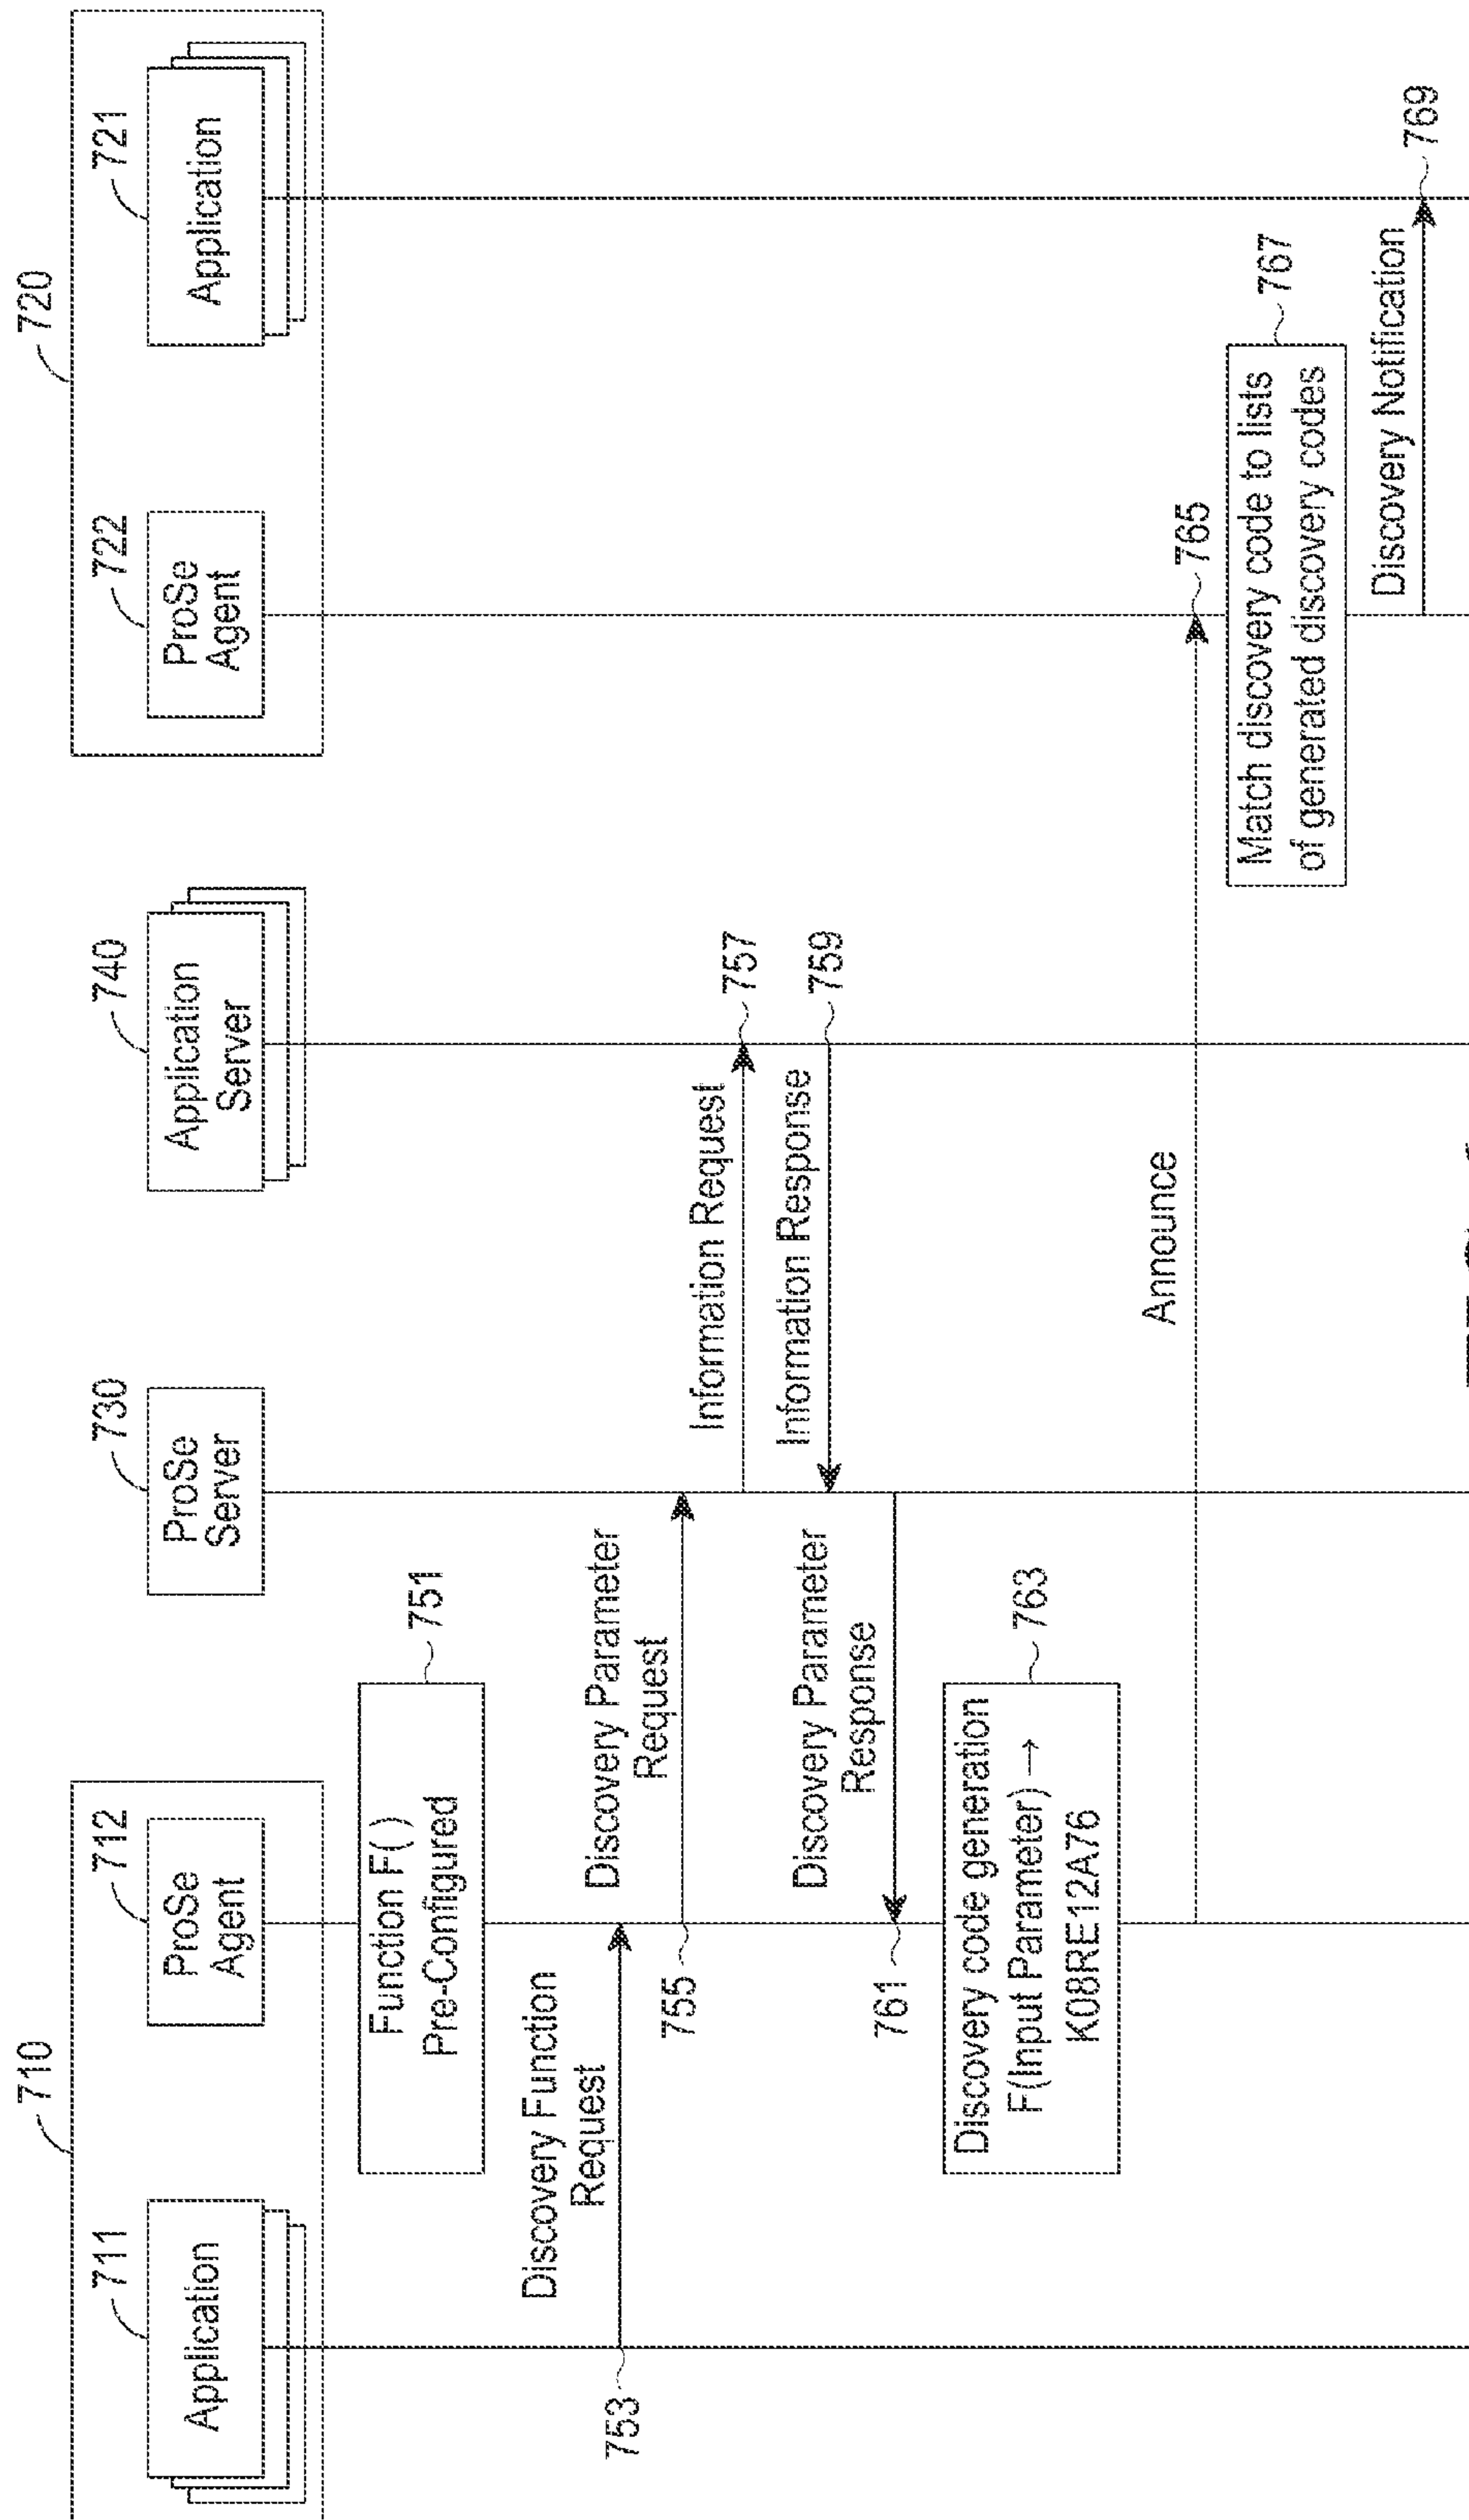 710
720
711
712
730
740
722
721
Application
ProSe
Agent
ProSe
Server
Application
Server
ProSe
Agent
Application
Function F( )
Pre-Configured
751
Discovery Function
Request
753
Discovery Parameter
Request
755
Information Request
757
Information Response
759
Discovery Parameter
Response
761
Discovery code generation
F(Input Parameter) →
K08RE12A76
763
Announce
765
Match discovery code to lists
of generated discovery codes
767
Discovery Notification
769